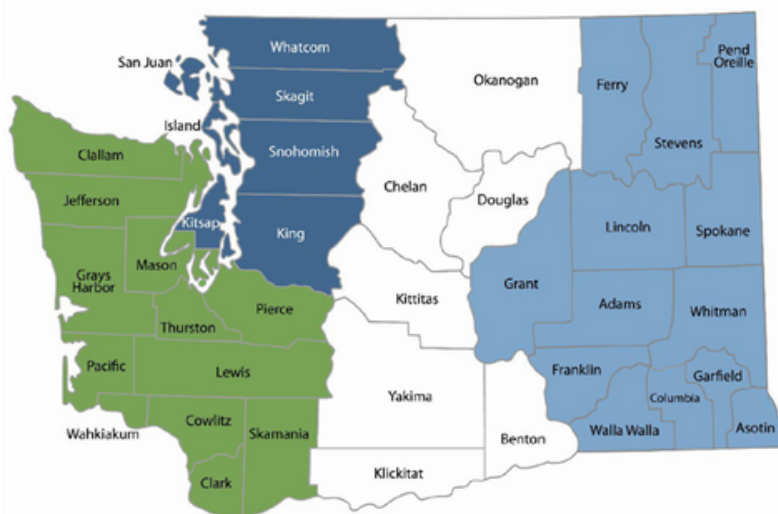 Whatcom
San Juan
Skagit
Island
Snohomish
Okanogan
Ferry
Pend
Oreille
Stevens
Clallam
Jefferson
Kitsap
King
Chelan
Douglas
Lincoln
Spokane
Grays
Harbor
Mason
Pierce
Kittitas
Grant
Adams
Whitman
Thurston
Pacific
Lewis
Yakima
Franklin
Garfield
Columbia
Wahkiakum
Cowlitz
Skamania
Benton
Walla Walla
Asotin
Clark
Klickitat